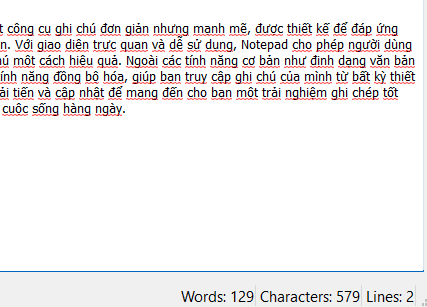 t công cụ ghi chú đơn giản nhưng mạnh mẽ, được thiết kế để đáp ứng
n. Với giao diện trực quan và dễ sử dụng, Notepad cho phép người dùng
hú một cách hiệu quả. Ngoài các tính năng cơ bản như định dạng văn bản
ính năng đồng bộ hóa, giúp bạn truy cập ghi chú của mình từ bất kỳ thiết
ải tiến và cập nhật để mang đến cho bạn một trải nghiệm ghi chép tốt
cuộc sống hàng ngày.
Words: 129 Characters: 579 Lines: 2